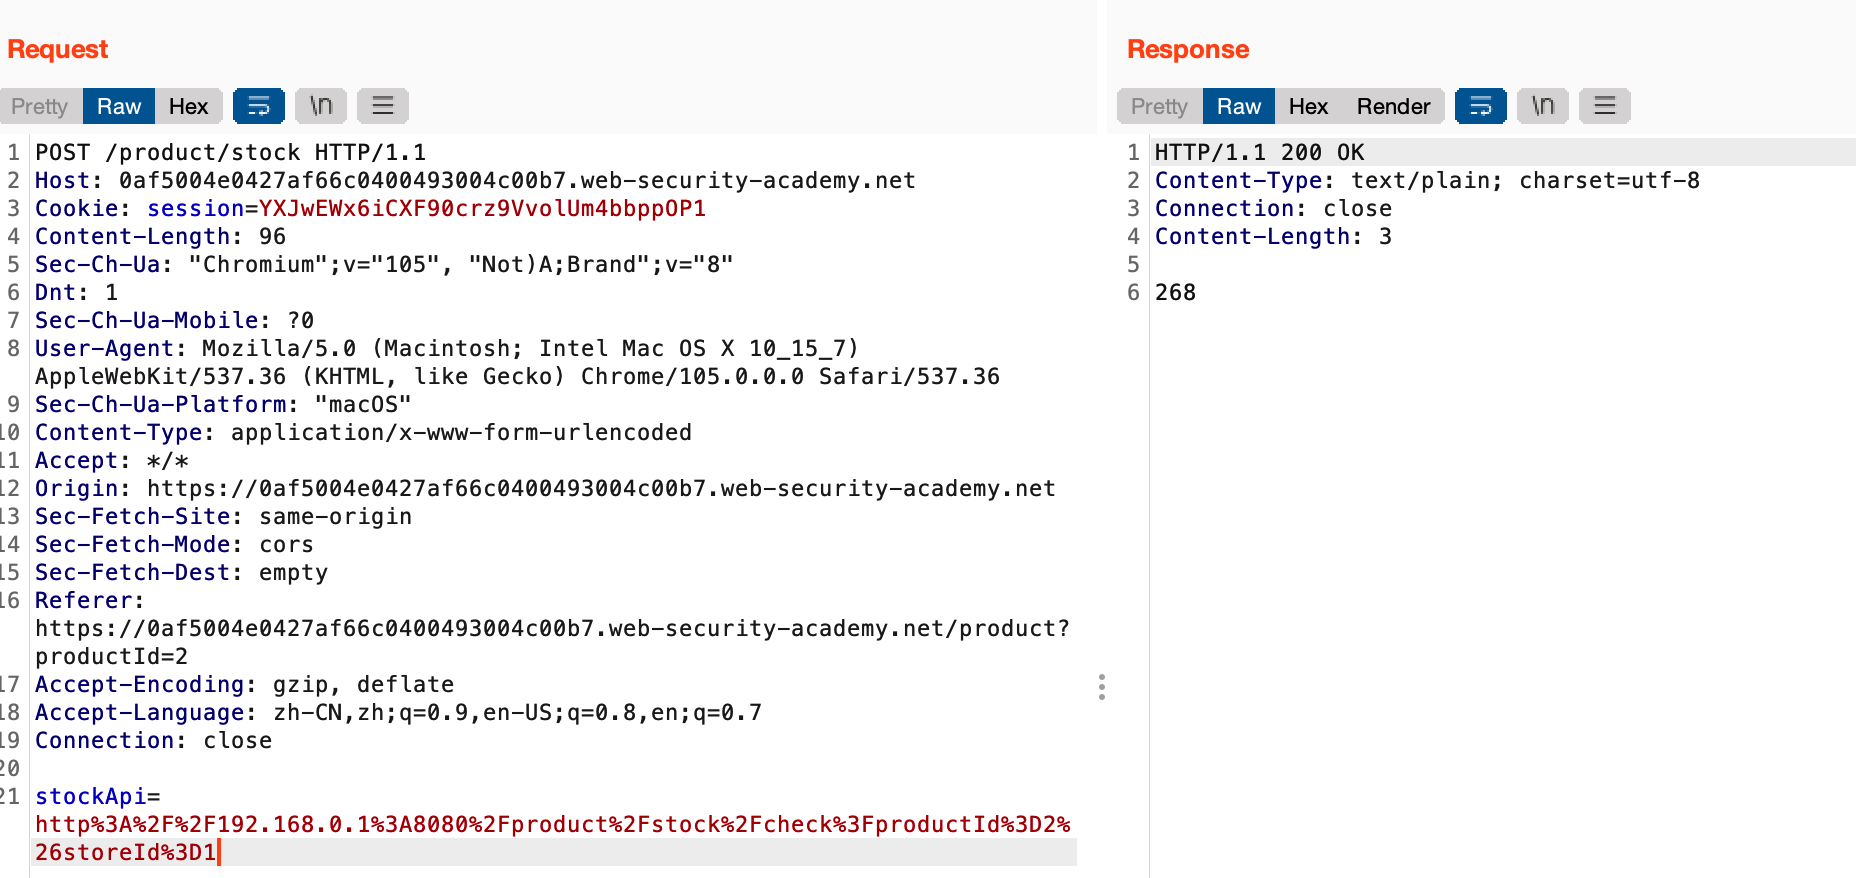 Request
Pretty Raw Hex \n
1 POST /product/stock HTTP/1.1
2 Host: 0af5004e0427af66c0400493004c00b7.web-security-academy.net
3 Cookie: session=YXJwEWx6iCXF90crz9VvolUm4bbppOP1
4 Content-Length: 96
5 Sec-Ch-Ua: "Chromium";v="105", "Not)A;Brand";v="8"
6 Dnt: 1
7 Sec-Ch-Ua-Mobile: ?0
8 User-Agent: Mozilla/5.0 (Macintosh; Intel Mac OS X 10_15_7)
AppleWebKit/537.36 (KHTML, like Gecko) Chrome/105.0.0.0 Safari/537.36
9 Sec-Ch-Ua-Platform: "macOS"
10 Content-Type: application/x-www-form-urlencoded
11 Accept: */*
12 Origin: https://0af5004e0427af66c0400493004c00b7.web-security-academy.net
13 Sec-Fetch-Site: same-origin
14 Sec-Fetch-Mode: cors
15 Sec-Fetch-Dest: empty
16 Referer:
https://0af5004e0427af66c0400493004c00b7.web-security-academy.net/product?
productId=2
17 Accept-Encoding: gzip, deflate
18 Accept-Language: zh-CN,zh;q=0.9,en-US;q=0.8,en;q=0.7
19 Connection: close
20
21 stockApi=
http%3A%2F%2F192.168.0.1%3A8080%2Fproduct%2Fstock%2Fcheck%3FproductId%3D2%
26storeId%3D1
Response
Pretty Raw Hex Render \n
1 HTTP/1.1 200 OK
2 Content-Type: text/plain; charset=utf-8
3 Connection: close
4 Content-Length: 3
5
6 268